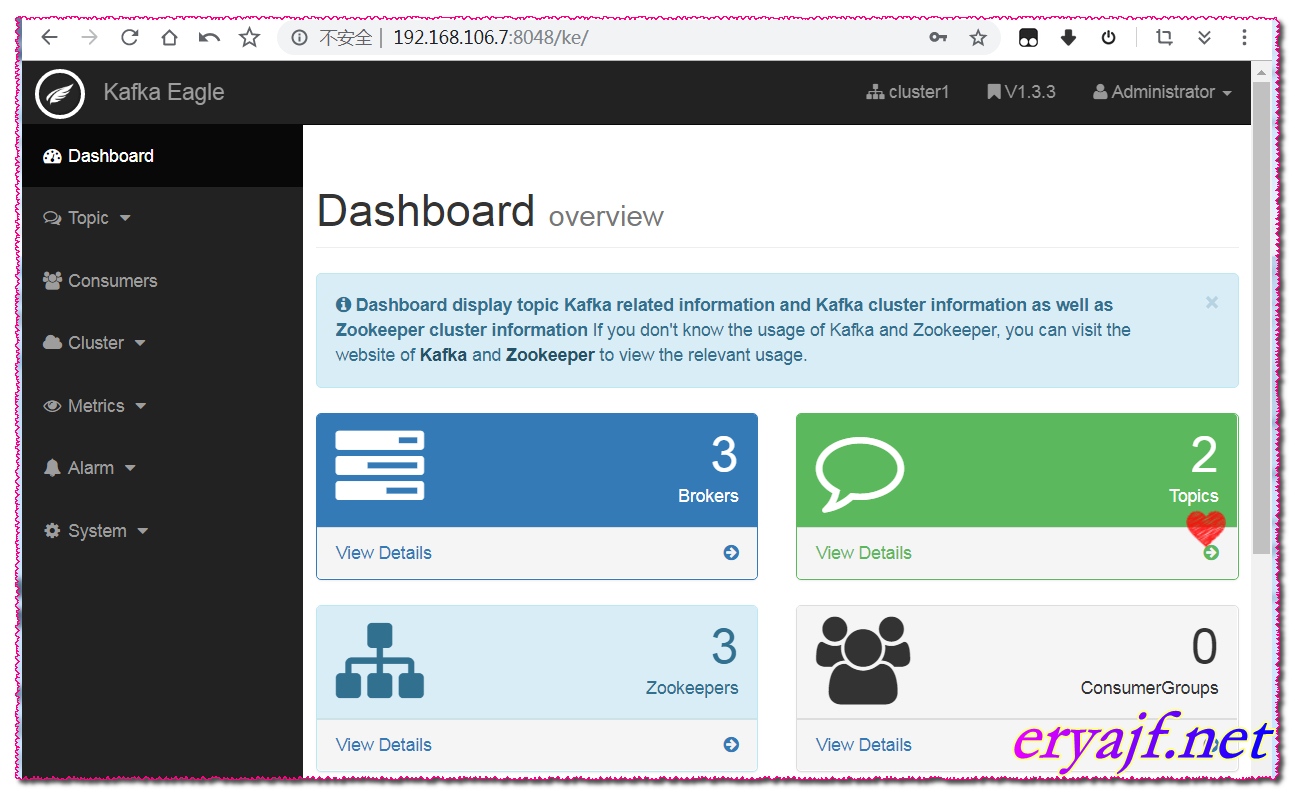 不安全 | 192.168.106.7:8048/ke/
Kafka Eagle
cluster1
V1.3.3
Administrator
Dashboard
Topic
Consumers
Cluster
Metrics
Alarm
System
Dashboard overview
Dashboard display topic Kafka related information and Kafka cluster information as well as
Zookeeper cluster information If you don't know the usage of Kafka and Zookeeper, you can visit the
website of Kafka and Zookeeper to view the relevant usage.
×
3
Brokers
View Details
2
Topics
View Details
3
Zookeepers
View Details
0
ConsumerGroups
View Details
eryajf.net